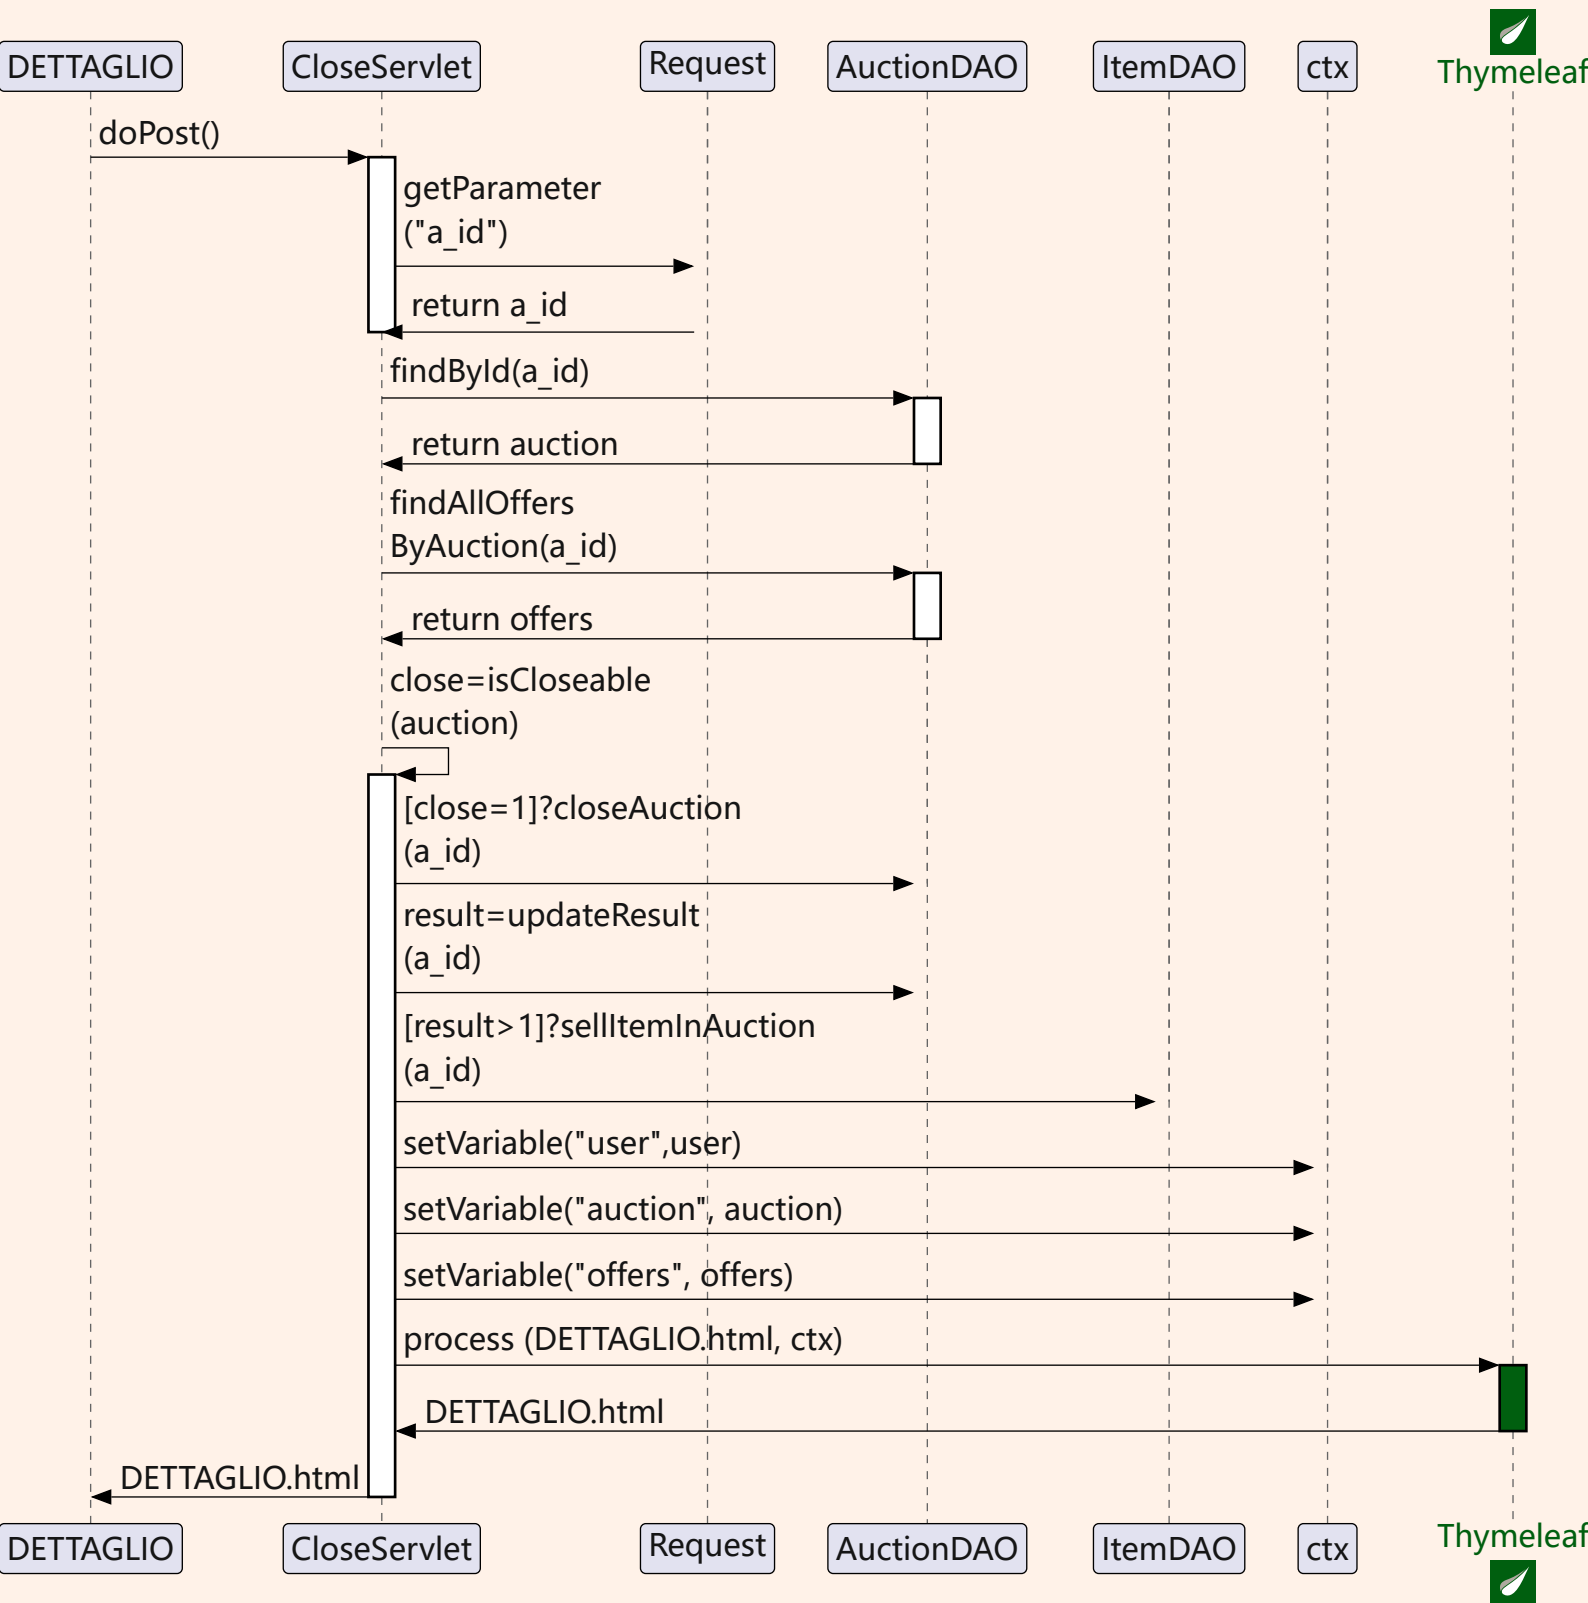 DETTAGLIO
CloseServlet
Request
AuctionDAO
ItemDAO
ctx
Thymeleaf
doPost()
getParameter
("a_id")
return a_id
findById(a_id)
return auction
findAllOffers
ByAuction(a_id)
return offers
close=isCloseable
(auction)
[close=1]?closeAuction
(a_id)
result=updateResult
(a_id)
[result>1]?sellItemInAuction
(a_id)
setVariable("user",user)
setVariable("auction", auction)
setVariable("offers", offers)
process (DETTAGLIO.html, ctx)
DETTAGLIO.html
DETTAGLIO.html
DETTAGLIO
CloseServlet
Request
AuctionDAO
ItemDAO
ctx
Thymeleaf